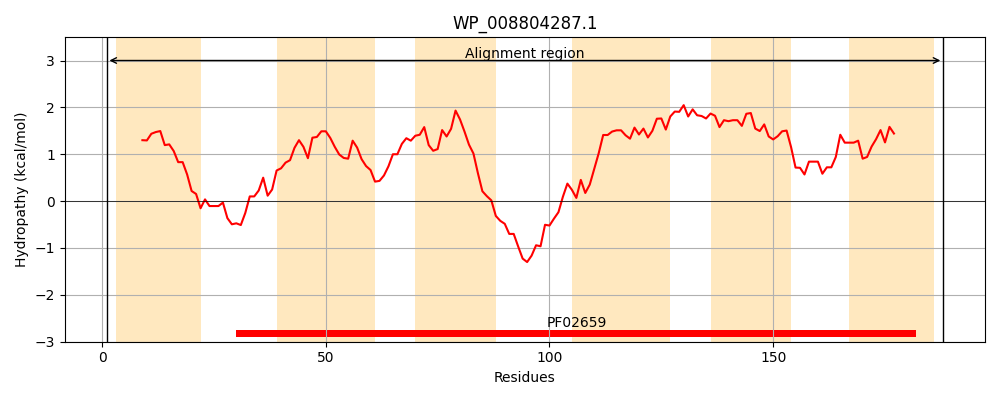 WP_008804287.1
Alignment region
3
2
1
0
−1
−2
−3
Hydropathy (kcal/mol)
PF02659
0
50
100
150
Residues